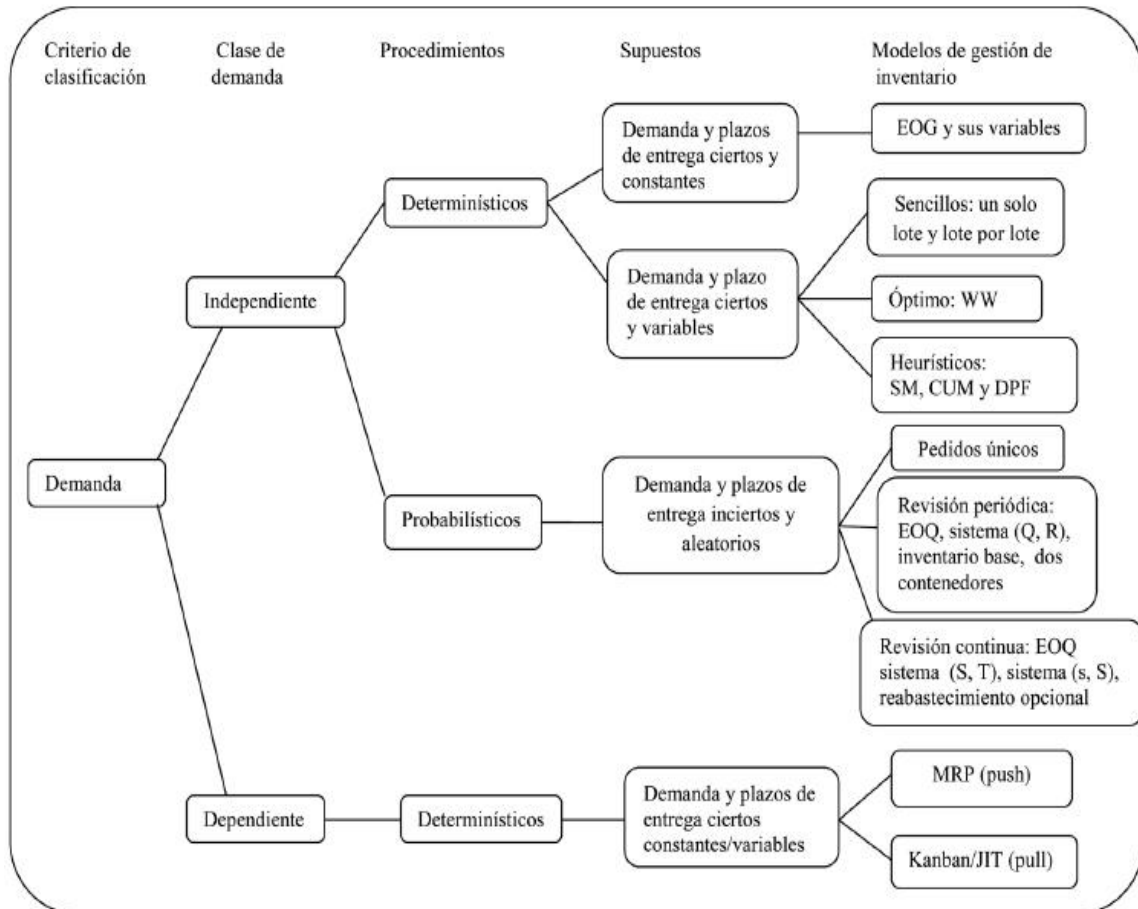 Criterio de
clasificación
Clase de
demanda
Procedimientos
Supuestos
Modelos de gestión de
inventario
Demanda y plazos
de entrega ciertos y
constantes
EOG y sus variables
Determinísticos
Sencillos: un solo
lote y lote por lote
Independiente
Demanda y plazo
de entrega ciertos
y variables
Óptimo: WW
Heurísticos:
SM, CUM y DPF
Demanda
Probabilísticos
Demanda y plazos de
entrega inciertos y
aleatorios
Pedidos únicos
Revisión periódica:
EOQ, sistema (Q, R),
inventario base, dos
contenedores
Revisión continua: EOQ
sistema (S, T), sistema (s, S),
reabastecimiento opcional
Dependiente
Determinísticos
Demanda y plazos de
entrega ciertos
constantes/variables
MRP (push)
Kanban/JIT (pull)